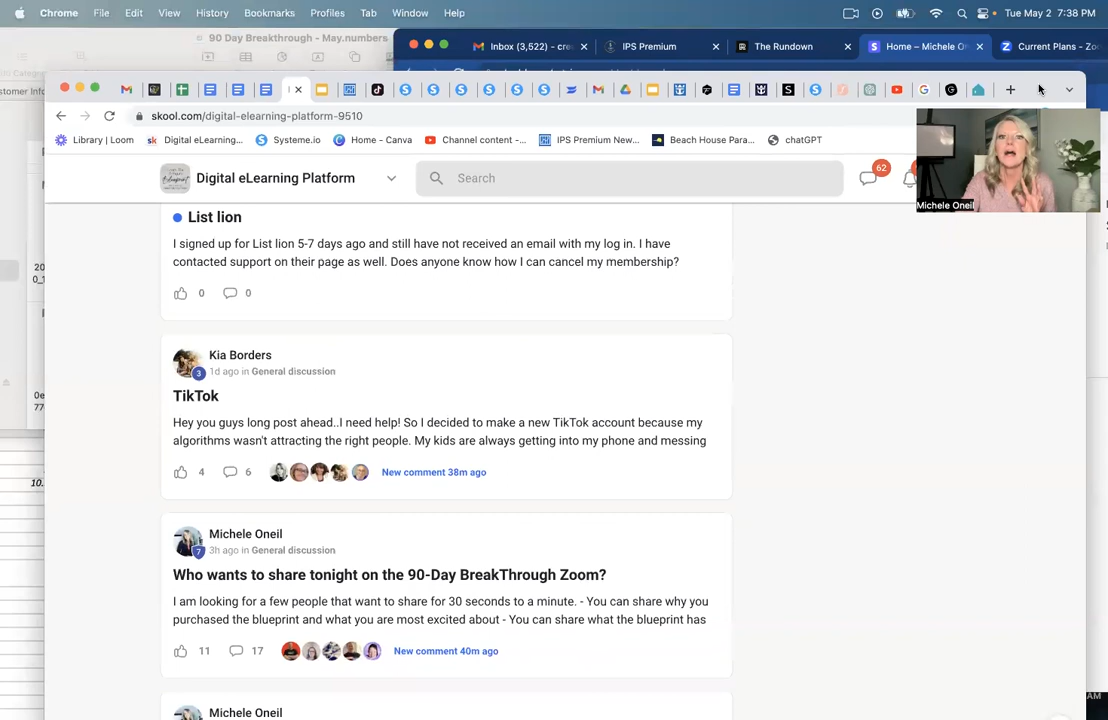 Chrome File Edit View History Bookmarks Profiles Tab Window Help Tue May 2 7:38 PM
90 Day Breakthrough - May.numbers
Inbox (3,522) - cre IPS Premium The Rundown Home – Michele O Current Plans - Zo
skool.com/digital-elearning-platform-9510
Library | Loom Digital eLearning... Systeme.io Home - Canva Channel content -... IPS Premium New... Beach House Para... chatGPT
Digital eLearning Platform
Search
62
Michele Oneil
List lion
I signed up for List lion 5-7 days ago and still have not received an email with my log in. I have
contacted support on their page as well. Does anyone know how I can cancel my membership?
0 0
Kia Borders
3 1d ago in General discussion
TikTok
Hey you guys long post ahead..I need help! So I decided to make a new TikTok account because my
algorithms wasn't attracting the right people. My kids are always getting into my phone and messing
4 6 New comment 38m ago
Michele Oneil
7 3h ago in General discussion
Who wants to share tonight on the 90-Day BreakThrough Zoom?
I am looking for a few people that want to share for 30 seconds to a minute. - You can share why you
purchased the blueprint and what you are most excited about - You can share what the blueprint has
11 17 New comment 40m ago
Michele Oneil
stomer Info
20
0_1
0e
77
10.
AM